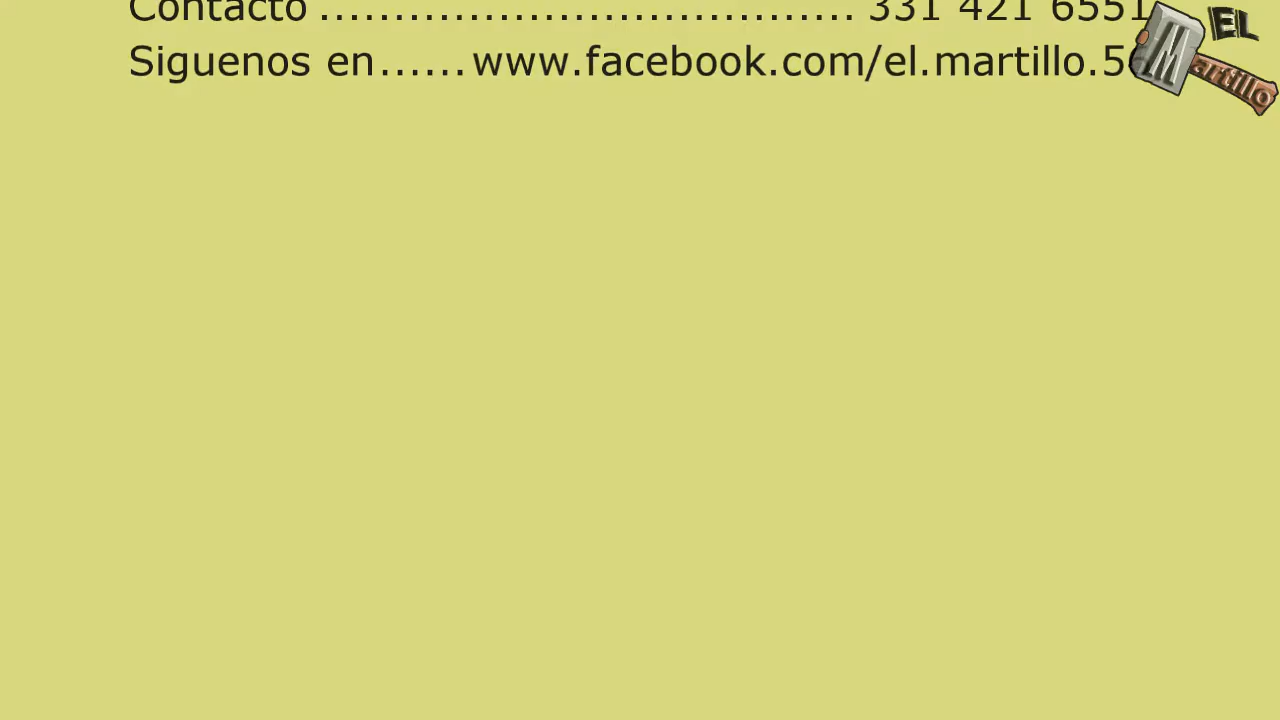 Contacto .................................... 331 421 6551
Siguenos en......www.facebook.com/el.martillo.5
EL
Martillo